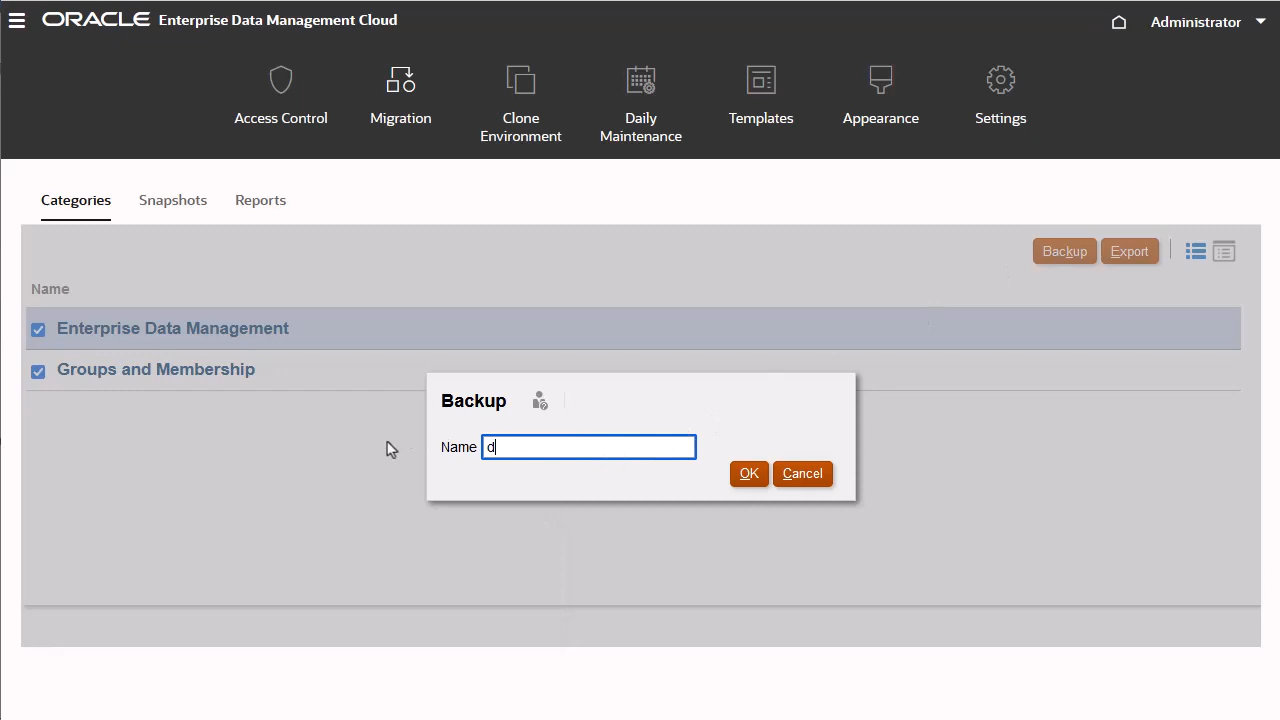 ORACLE Enterprise Data Management Cloud
Administrator
Access Control
Migration
Clone
Environment
Daily
Maintenance
Templates
Appearance
Settings
Categories
Snapshots
Reports
Backup
Export
Name
Enterprise Data Management
Groups and Membership
Backup
Name d
OK
Cancel